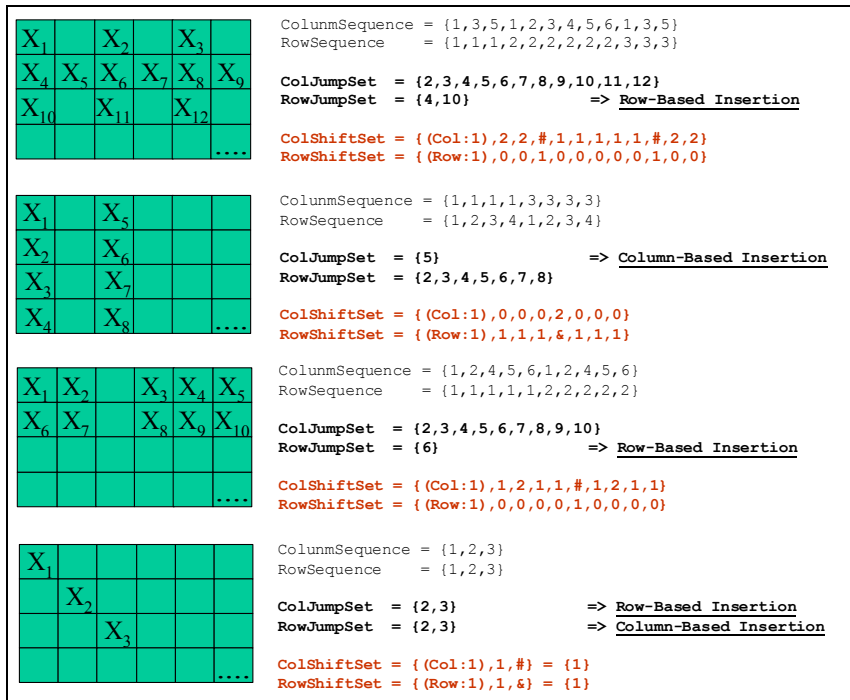 X1 X2 X3
X4 X5 X6 X7 X8 X9
X10 X11 X12
....
ColunmSequence = {1,3,5,1,2,3,4,5,6,1,3,5}
RowSequence = {1,1,1,2,2,2,2,2,2,3,3,3}
ColJumpSet = {2,3,4,5,6,7,8,9,10,11,12}
RowJumpSet = {4,10} => Row-Based Insertion
ColShiftSet = {(Col:1),2,2,#,1,1,1,1,1,#,2,2}
RowShiftSet = {(Row:1),0,0,1,0,0,0,0,0,1,0,0}
X1 X5
X2 X6
X3 X7
X4 X8 ....
ColunmSequence = {1,1,1,1,3,3,3,3}
RowSequence = {1,2,3,4,1,2,3,4}
ColJumpSet = {5} => Column-Based Insertion
RowJumpSet = {2,3,4,5,6,7,8}
ColShiftSet = {(Col:1),0,0,0,2,0,0,0}
RowShiftSet = {(Row:1),1,1,1,&,1,1,1}
X1 X2 X3 X4 X5
X6 X7 X8 X9 X10
....
ColunmSequence = {1,2,4,5,6,1,2,4,5,6}
RowSequence = {1,1,1,1,1,2,2,2,2,2}
ColJumpSet = {2,3,4,5,6,7,8,9,10}
RowJumpSet = {6} => Row-Based Insertion
ColShiftSet = {(Col:1),1,2,1,1,#,1,2,1,1}
RowShiftSet = {(Row:1),0,0,0,0,1,0,0,0,0}
X1
X2
X3
....
ColunmSequence = {1,2,3}
RowSequence = {1,2,3}
ColJumpSet = {2,3} => Row-Based Insertion
RowJumpSet = {2,3} => Column-Based Insertion
ColShiftSet = {(Col:1),1,#} = {1}
RowShiftSet = {(Row:1),1,&} = {1}